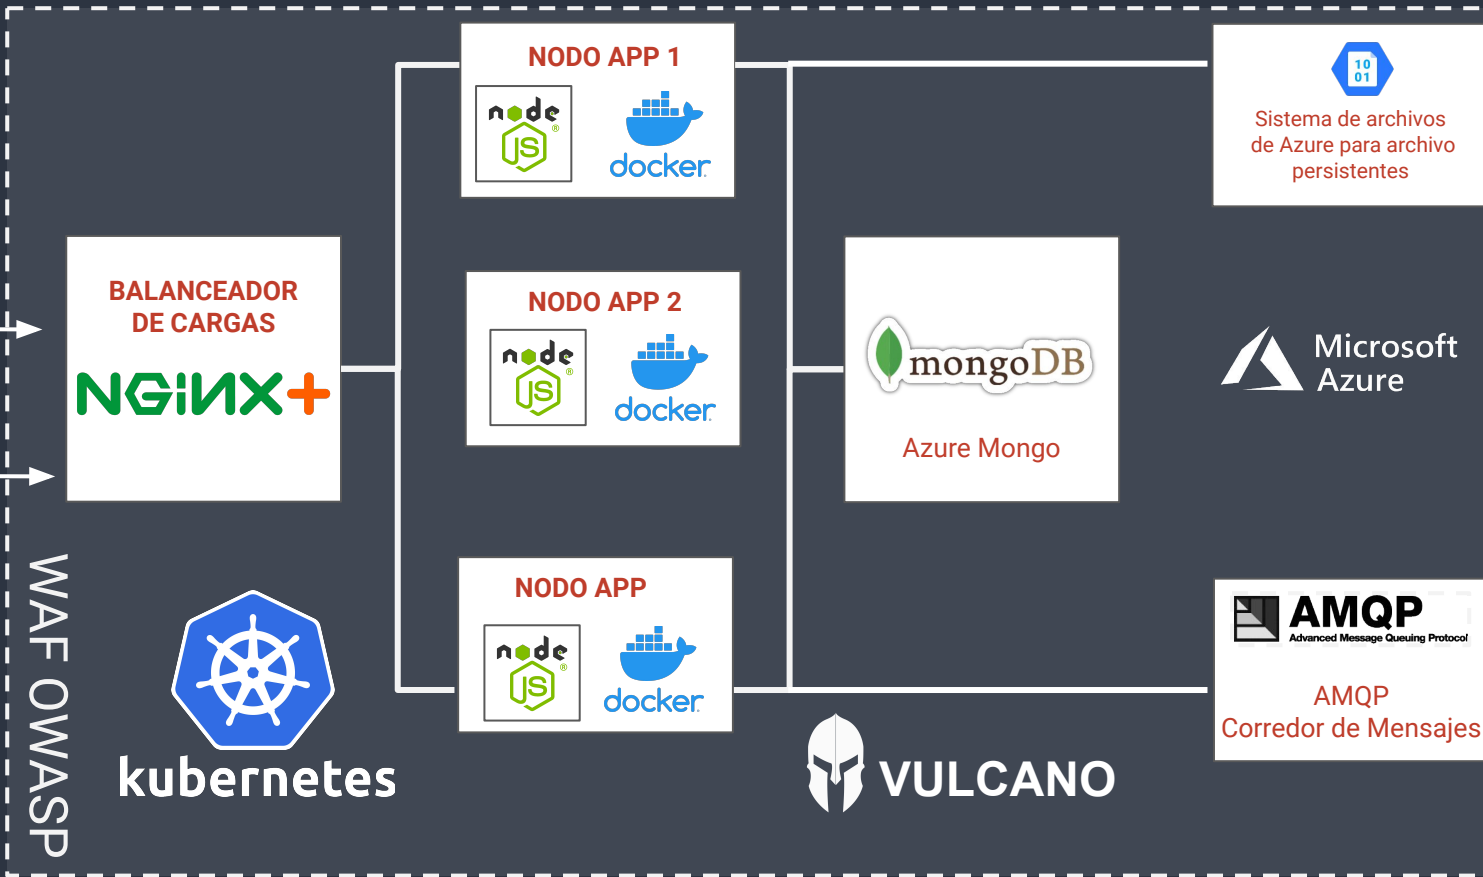 NODO APP 1
node
JS
docker
10
01
Sistema de archivos
de Azure para archivo
persistentes
BALANCEADOR
DE CARGAS
NGiNX+
NODO APP 2
node
JS
docker
mongoDB
Azure Mongo
Microsoft
Azure
WAF OWASP
kubernetes
NODO APP
node
JS
docker
VULCANO
AMQP
Advanced Message Queuing Protocol
AMQP
Corredor de Mensajes